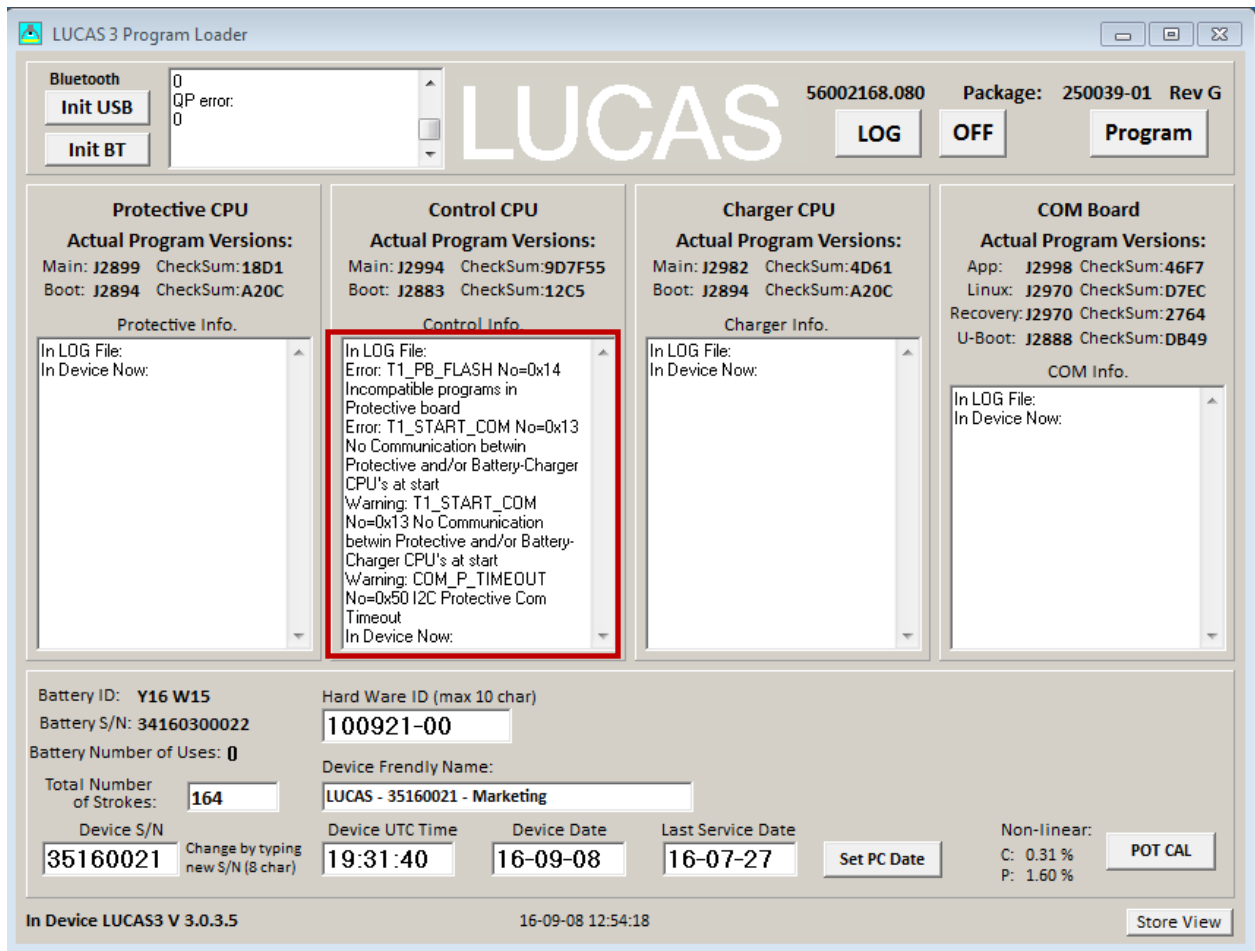 LUCAS 3 Program Loader
Bluetooth
Init USB
Init BT
0
QP error:
0
LUCAS
56002168.080 Package: 250039-01 Rev G
LOG OFF Program
Protective CPU
Actual Program Versions:
Main: J2899 CheckSum:18D1
Boot: J2894 CheckSum:A20C
Protective Info.
In LOG File:
In Device Now:
Control CPU
Actual Program Versions:
Main: J2994 CheckSum:9D7F55
Boot: J2883 CheckSum:12C5
Control Info.
In LOG File:
Error: T1_PB_FLASH No=0x14
Incompatible programs in
Protective board
Error: T1_START_COM No=0x13
No Communication betwin
Protective and/or Battery-Charger
CPU's at start
Warning: T1_START_COM
No=0x13 No Communication
betwin Protective and/or Battery-
Charger CPU's at start
Warning: COM_P_TIMEOUT
No=0x50 I2C Protective Com
Timeout
In Device Now:
Charger CPU
Actual Program Versions:
Main: J2982 CheckSum:4D61
Boot: J2894 CheckSum:A20C
Charger Info.
In LOG File:
In Device Now:
COM Board
Actual Program Versions:
App: J2998 CheckSum:46F7
Linux: J2970 CheckSum:D7EC
Recovery: J2970 CheckSum:2764
U-Boot: J2888 CheckSum:DB49
COM Info.
In LOG File:
In Device Now:
Battery ID: Y16 W15
Battery S/N: 34160300022
Battery Number of Uses: 0
Total Number
of Strokes: 164
Hard Ware ID (max 10 char)
100921-00
Device Frendly Name:
LUCAS - 35160021 - Marketing
Device S/N
35160021
Change by typing
new S/N (8 char)
Device UTC Time
19:31:40
Device Date
16-09-08
Last Service Date
16-07-27
Set PC Date
Non-linear:
C: 0.31 %
P: 1.60 %
POT CAL
In Device LUCAS3 V 3.0.3.5
16-09-08 12:54:18
Store View